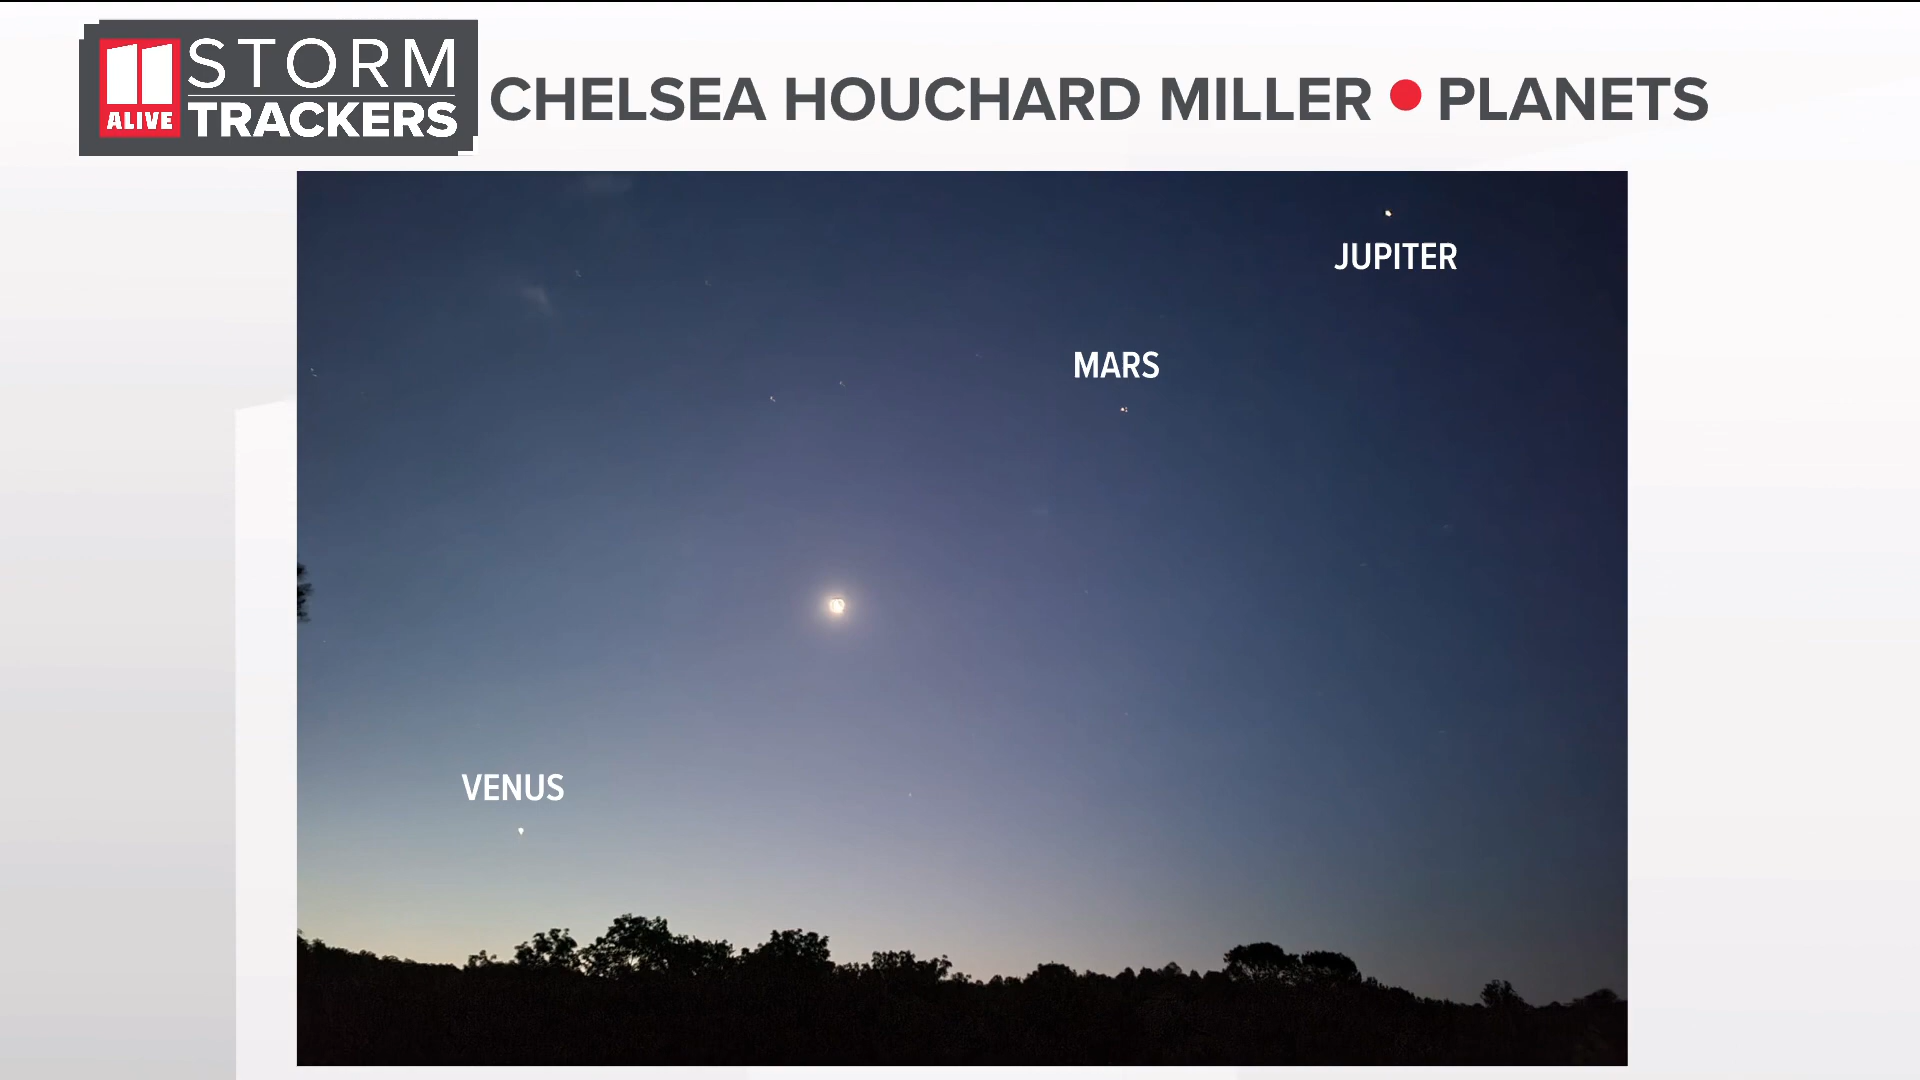 11 ALIVE
STORM
TRACKERS
CHELSEA HOUCHARD MILLER • PLANETS
JUPITER
MARS
VENUS